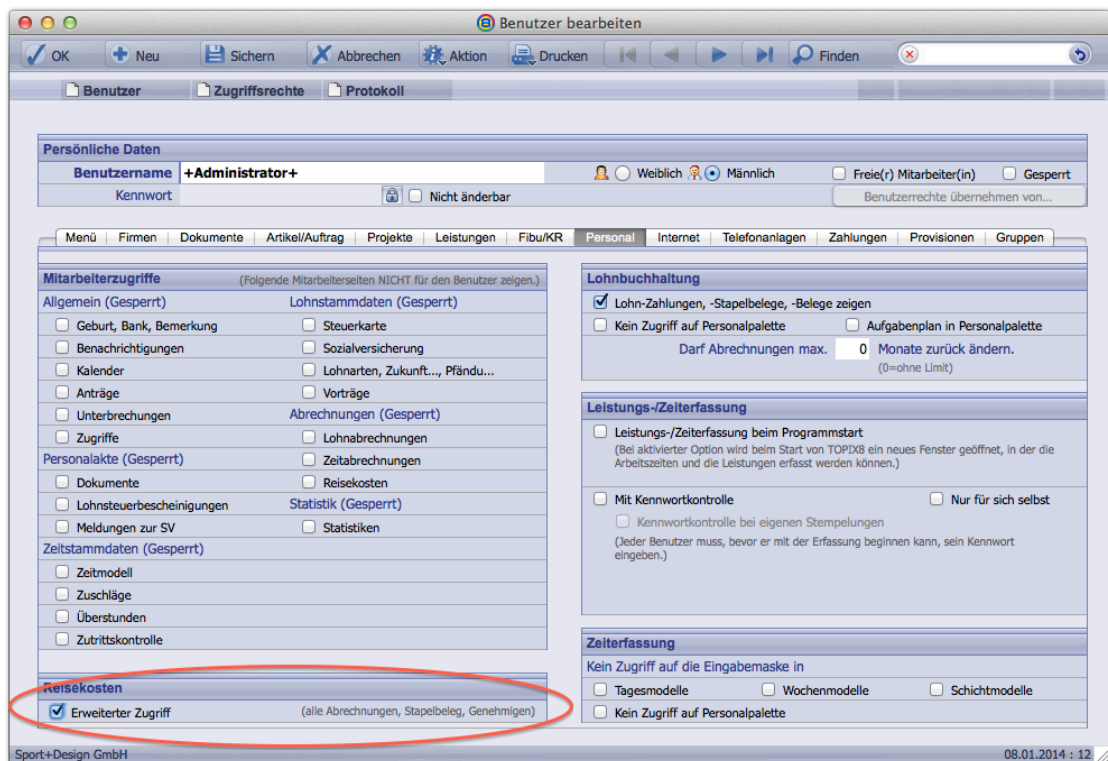 Benutzer bearbeiten
OK Neu Sichern Abbrechen Aktion Drucken Finden
Benutzer Zugriffsrechte Protokoll
Persönliche Daten
Benutzername +Administrator+ Weiblich Männlich Freie(r) Mitarbeiter(in) Gesperrt
Kennwort Nicht änderbar Benutzerrechte übernehmen von...
Menü Firmen Dokumente Artikel/Auftrag Projekte Leistungen Fibu/KR Personal Internet Telefonanlagen Zahlungen Provisionen Gruppen
Mitarbeiterzugriffe (Folgende Mitarbeiterseiten NICHT für den Benutzer zeigen.)
Allgemein (Gesperrt) Lohnstammdaten (Gesperrt)
Geburt, Bank, Bemerkung Steuerkarte
Benachrichtigungen Sozialversicherung
Kalender Lohnarten, Zukunft..., Pfändu...
Anträge Vorträge
Unterbrechungen Abrechnungen (Gesperrt)
Zugriffe Lohnabrechnungen
Personalakte (Gesperrt) Zeitabrechnungen
Dokumente Reisekosten
Lohnsteuerbescheinigungen Statistik (Gesperrt)
Meldungen zur SV Statistiken
Zeitstammdaten (Gesperrt)
Zeitmodell
Zuschläge
Überstunden
Zutrittskontrolle
Reisekosten
Erweiterter Zugriff (alle Abrechnungen, Stapelbeleg, Genehmigen)
Lohnbuchhaltung
Lohn-Zahlungen, -Stapelbelege, -Belege zeigen
Kein Zugriff auf Personalpalette Aufgabenplan in Personalpalette
Darf Abrechnungen max. 0 Monate zurück ändern.
(0=ohne Limit)
Leistungs-/Zeiterfassung
Leistungs-/Zeiterfassung beim Programmstart
(Bei aktivierter Option wird beim Start von TOPIX8 ein neues Fenster geöffnet, in der die
Arbeitszeiten und die Leistungen erfasst werden können.)
Mit Kennwortkontrolle Nur für sich selbst
Kennwortkontrolle bei eigenen Stempelungen
(Jeder Benutzer muss, bevor er mit der Erfassung beginnen kann, sein Kennwort
eingeben.)
Zeiterfassung
Kein Zugriff auf die Eingabemaske in
Tagesmodelle Wochenmodelle Schichtmodelle
Kein Zugriff auf Personalpalette
Sport+Design GmbH 08.01.2014 : 12